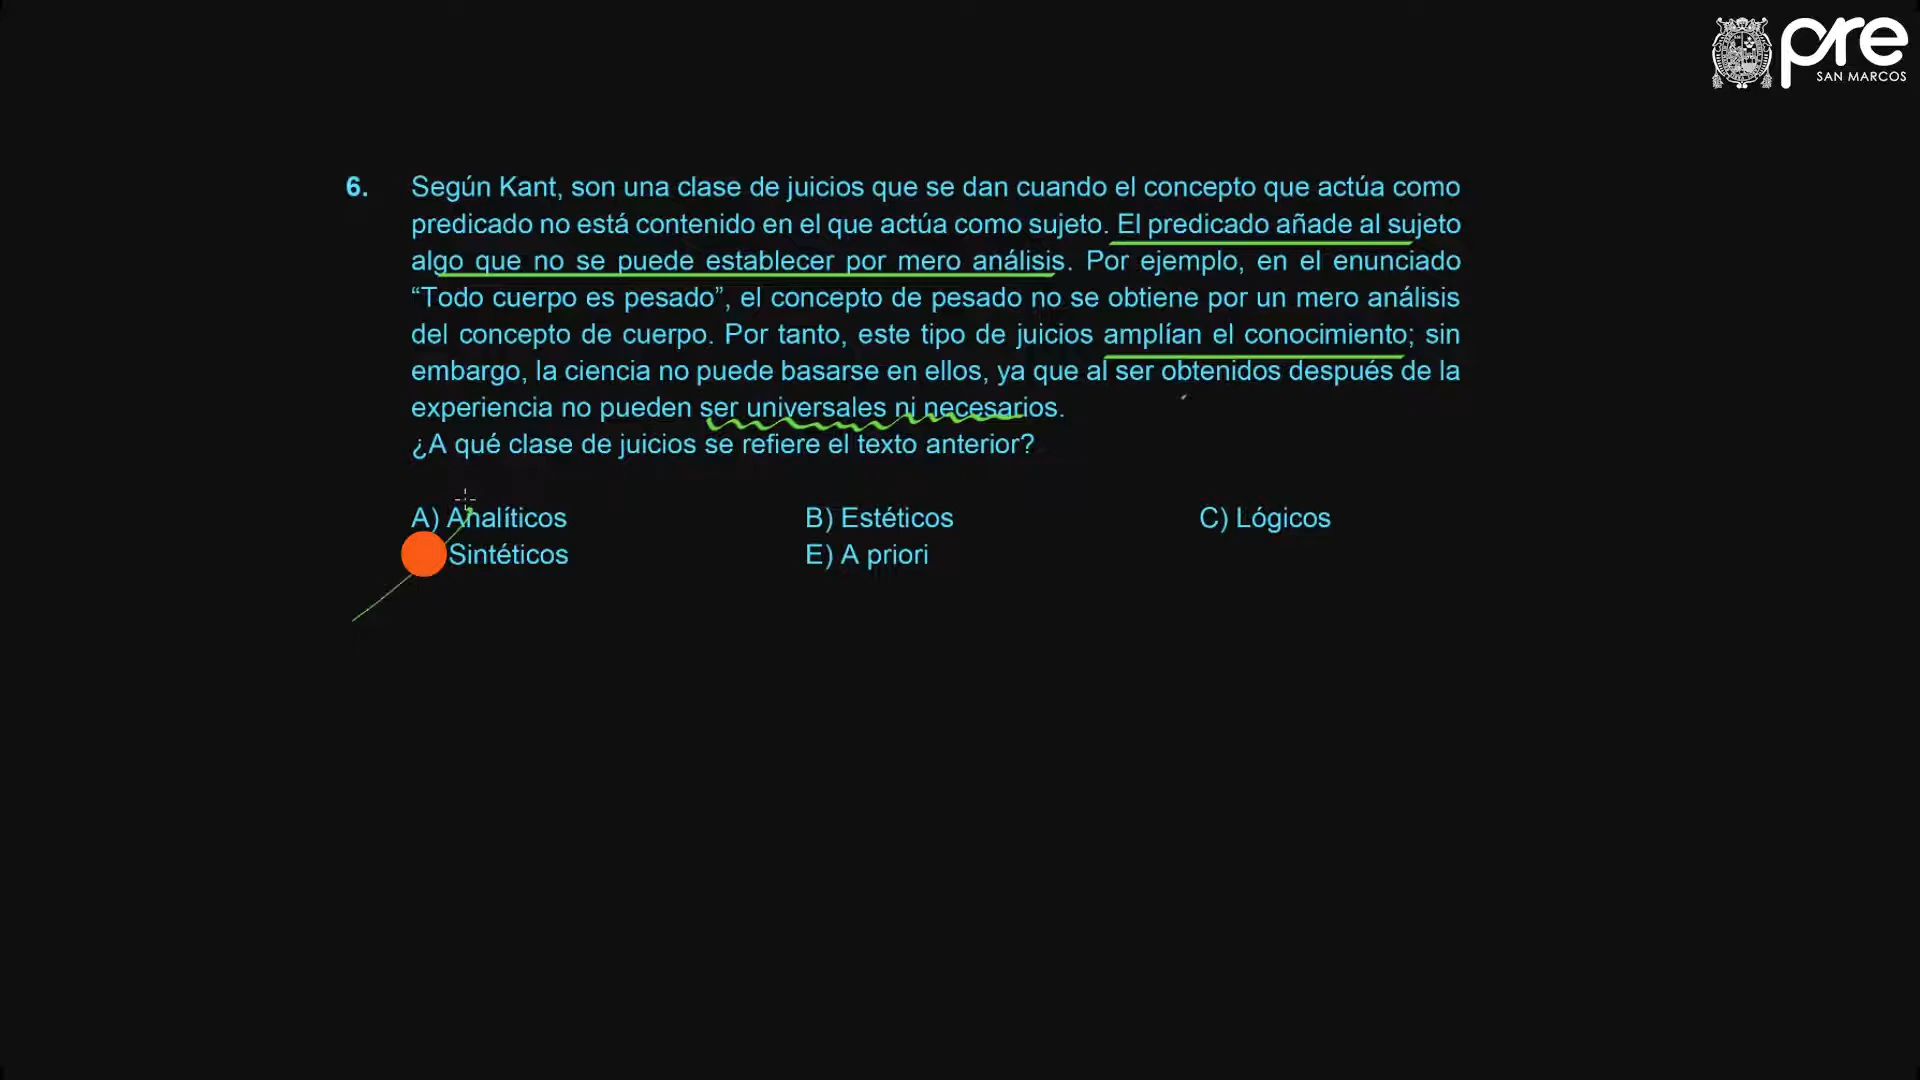 pre
SAN MARCOS
6. Según Kant, son una clase de juicios que se dan cuando el concepto que actúa como
predicado no está contenido en el que actúa como sujeto. El predicado añade al sujeto
algo que no se puede establecer por mero análisis. Por ejemplo, en el enunciado
“Todo cuerpo es pesado”, el concepto de pesado no se obtiene por un mero análisis
del concepto de cuerpo. Por tanto, este tipo de juicios amplían el conocimiento; sin
embargo, la ciencia no puede basarse en ellos, ya que al ser obtenidos después de la
experiencia no pueden ser universales ni necesarios.
¿A qué clase de juicios se refiere el texto anterior?
A) Analíticos B) Estéticos C) Lógicos
Sintéticos E) A priori